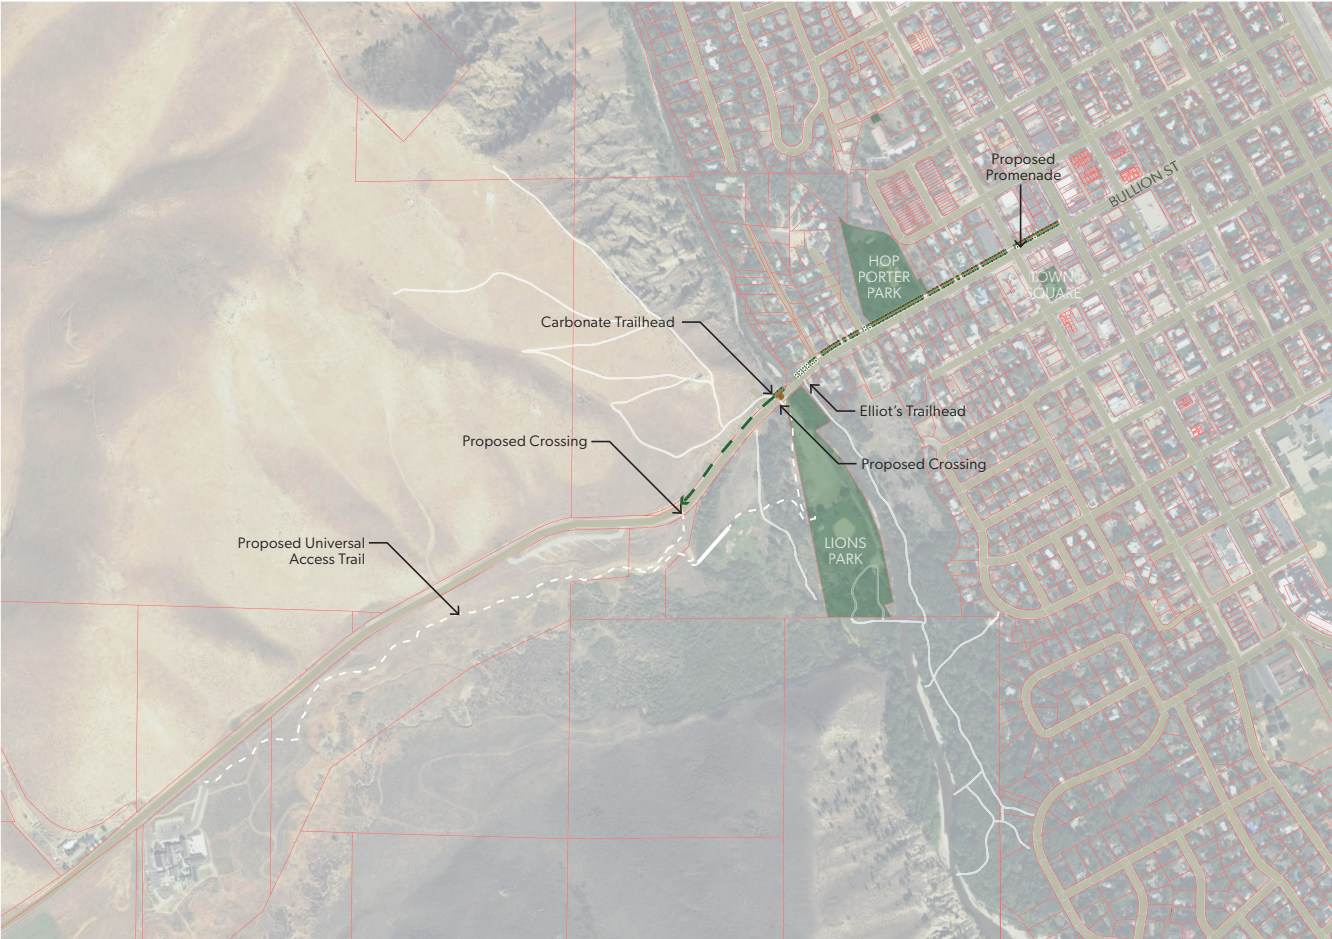 Proposed
Promenade
BULLION ST
HOP
PORTER
PARK
TOWN
SQUARE
Carbonate Trailhead
Elliot's Trailhead
Proposed Crossing
Proposed Crossing
Proposed Universal
Access Trail
LIONS
PARK